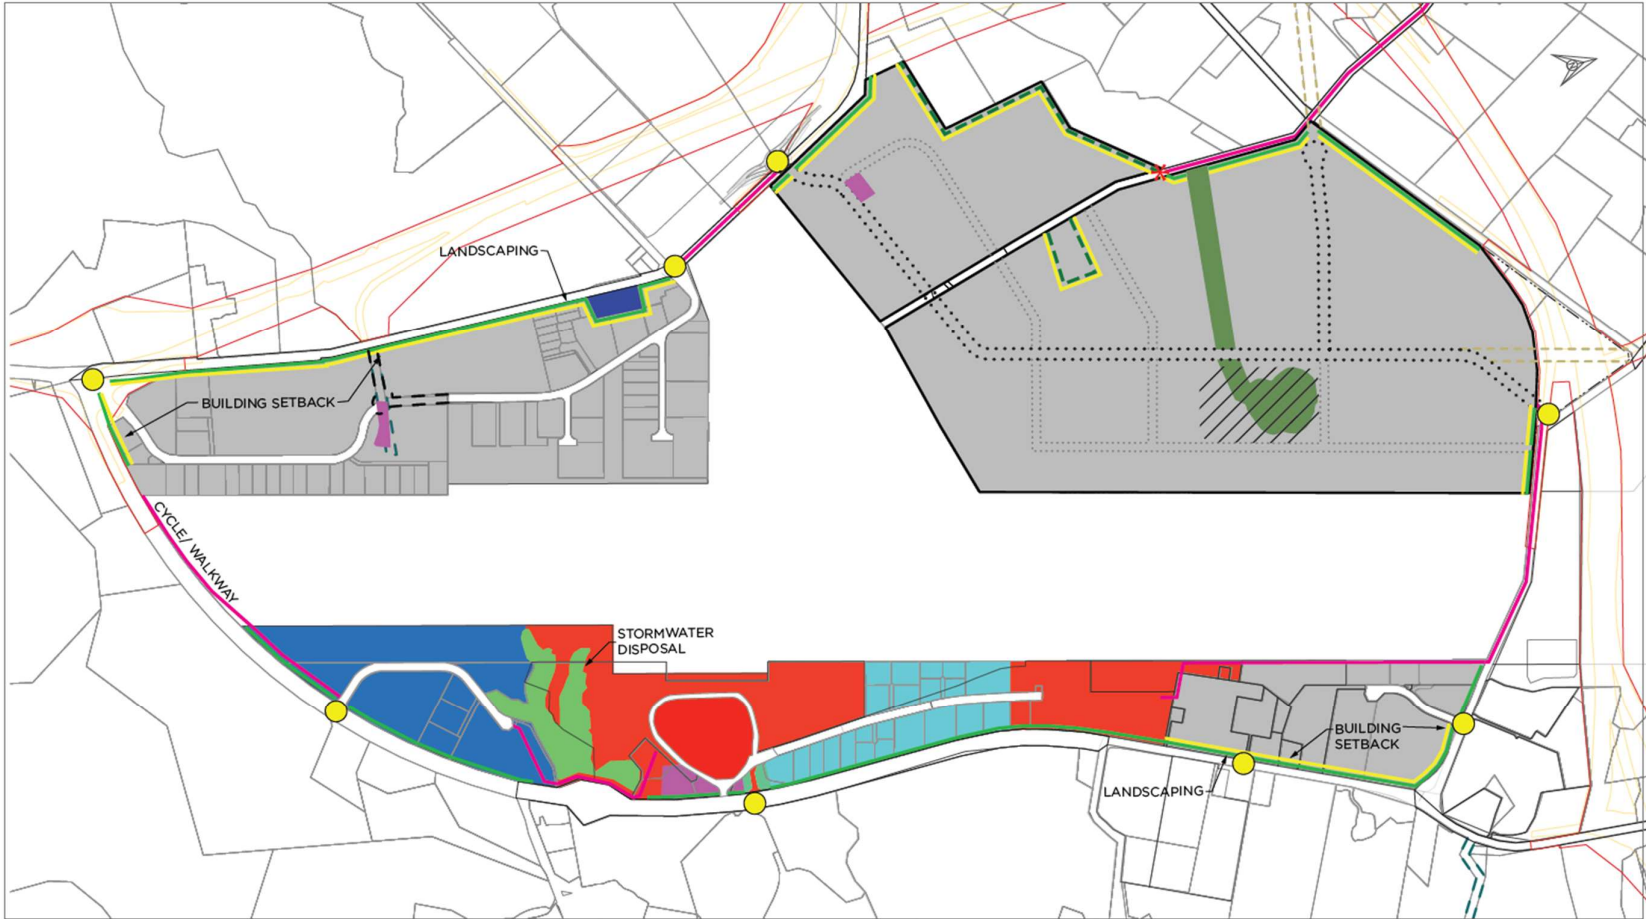 LANDSCAPING
BUILDING SETBACK
CYCLE/ WALKWAY
STORMWATER
DISPOSAL
BUILDING
SETBACK
LANDSCAPING